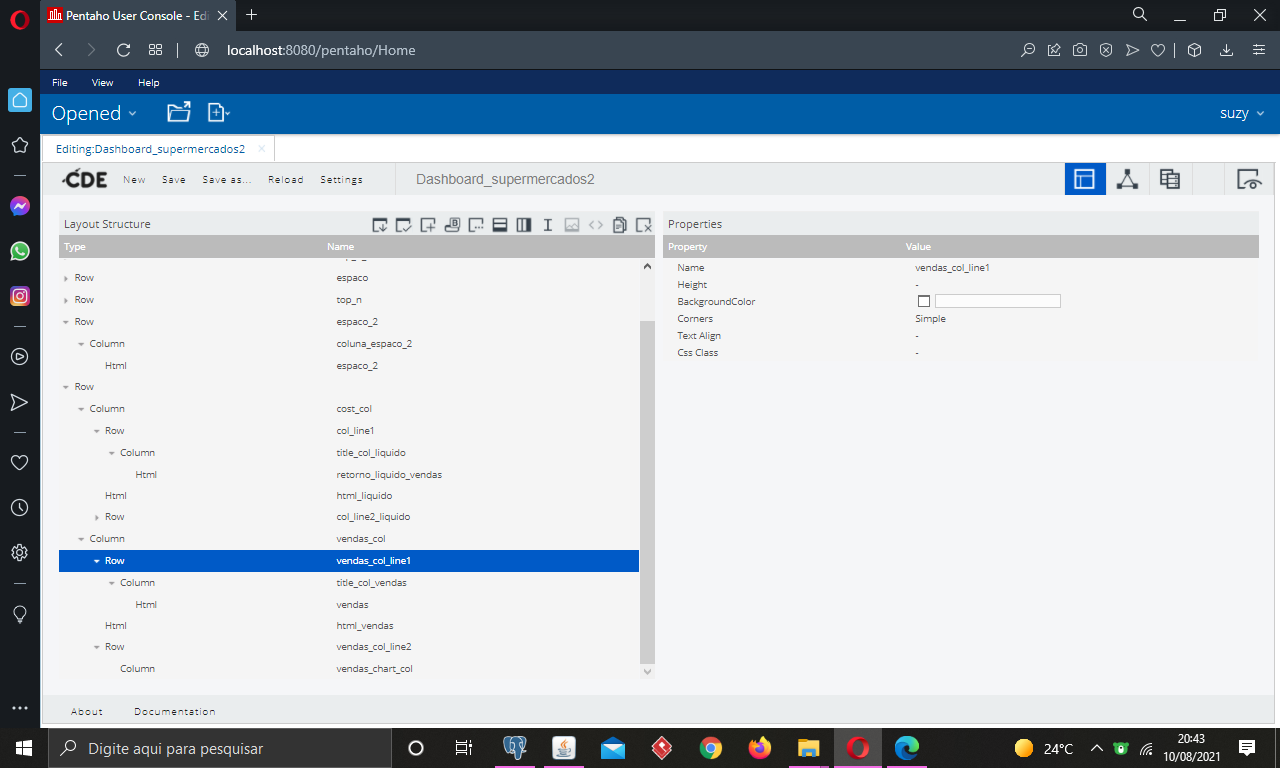 Pentaho User Console - Edi
localhost:8080/pentaho/Home
File View Help
Opened
suzy
Editing:Dashboard_supermercados2
CDE New Save Save as... Reload Settings Dashboard_supermercados2
Layout Structure
Type Name
Row espaco
Row top_n
Row espaco_2
Column coluna_espaco_2
Html espaco_2
Row
Column cost_col
Row col_line1
Column title_col_liquido
Html retorno_liquido_vendas
Html html_liquido
Row col_line2_liquido
Column vendas_col
Row vendas_col_line1
Column title_col_vendas
Html vendas
Html html_vendas
Row vendas_col_line2
Column vendas_chart_col
Properties
Property Value
Name vendas_col_line1
Height -
BackgroundColor
Corners Simple
Text Align -
Css Class -
About Documentation
Digite aqui para pesquisar
24°C
20:43
10/08/2021